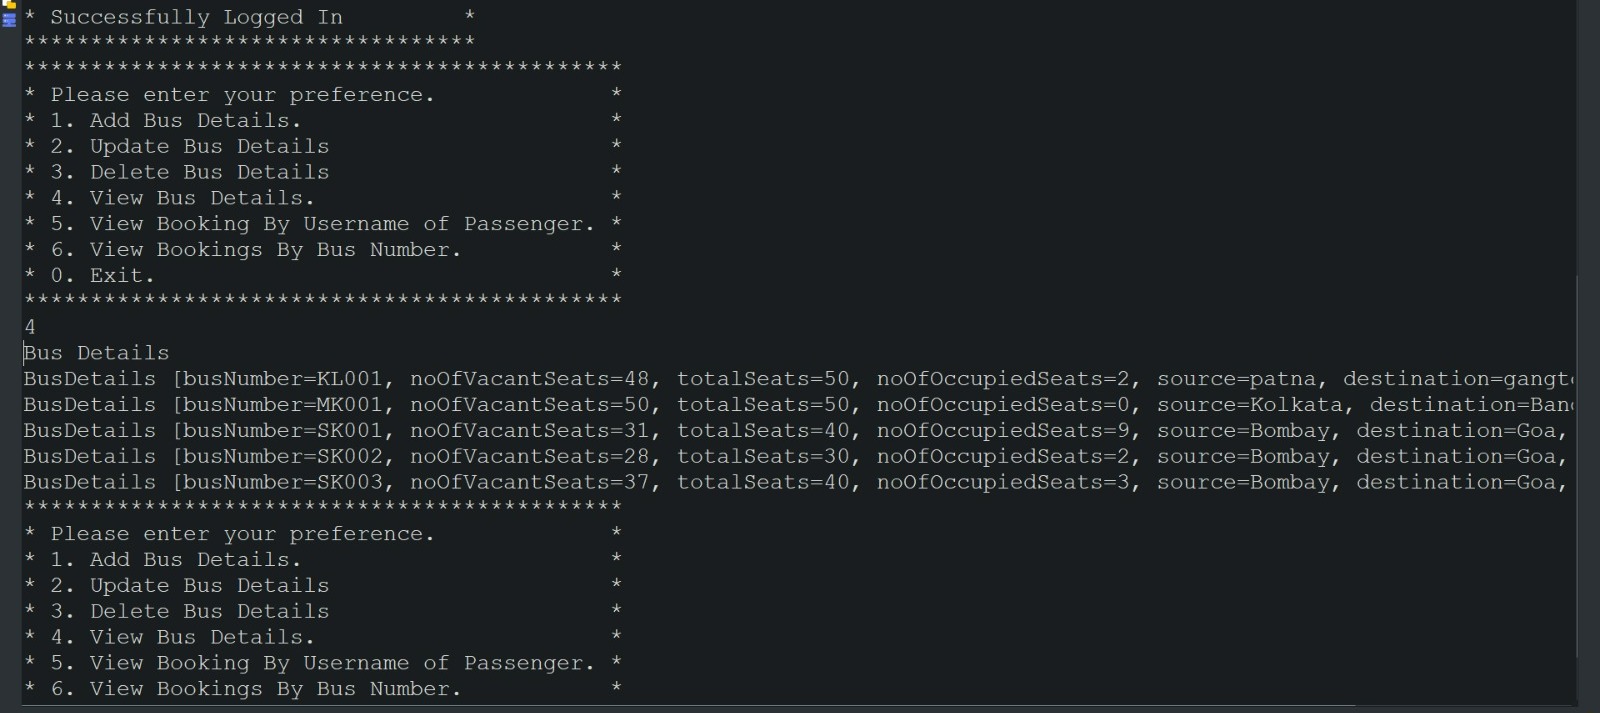 * Successfully Logged In          *
**********************************
*********************************************
* Please enter your preference.             *
* 1. Add Bus Details.                       *
* 2. Update Bus Details                     *
* 3. Delete Bus Details                     *
* 4. View Bus Details.                      *
* 5. View Booking By Username of Passenger. *
* 6. View Bookings By Bus Number.           *
* 0. Exit.                                  *
*********************************************
4
Bus Details
BusDetails [busNumber=KL001, noOfVacantSeats=48, totalSeats=50, noOfOccupiedSeats=2, source=patna, destination=gangt
BusDetails [busNumber=MK001, noOfVacantSeats=50, totalSeats=50, noOfOccupiedSeats=0, source=Kolkata, destination=Ban
BusDetails [busNumber=SK001, noOfVacantSeats=31, totalSeats=40, noOfOccupiedSeats=9, source=Bombay, destination=Goa,
BusDetails [busNumber=SK002, noOfVacantSeats=28, totalSeats=30, noOfOccupiedSeats=2, source=Bombay, destination=Goa,
BusDetails [busNumber=SK003, noOfVacantSeats=37, totalSeats=40, noOfOccupiedSeats=3, source=Bombay, destination=Goa,
*********************************************
* Please enter your preference.             *
* 1. Add Bus Details.                       *
* 2. Update Bus Details                     *
* 3. Delete Bus Details                     *
* 4. View Bus Details.                      *
* 5. View Booking By Username of Passenger. *
* 6. View Bookings By Bus Number.           *